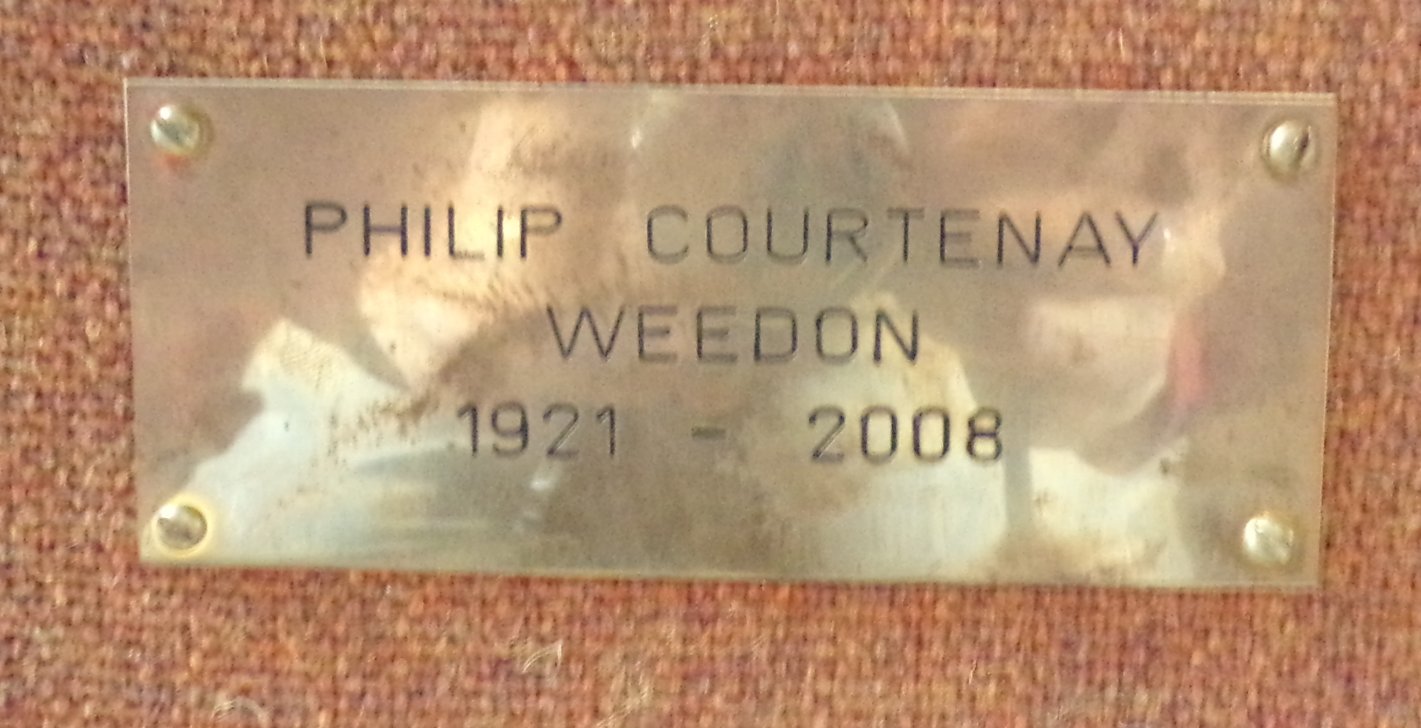 PHILIP COURTENAY
WEEDON
1921 - 2008